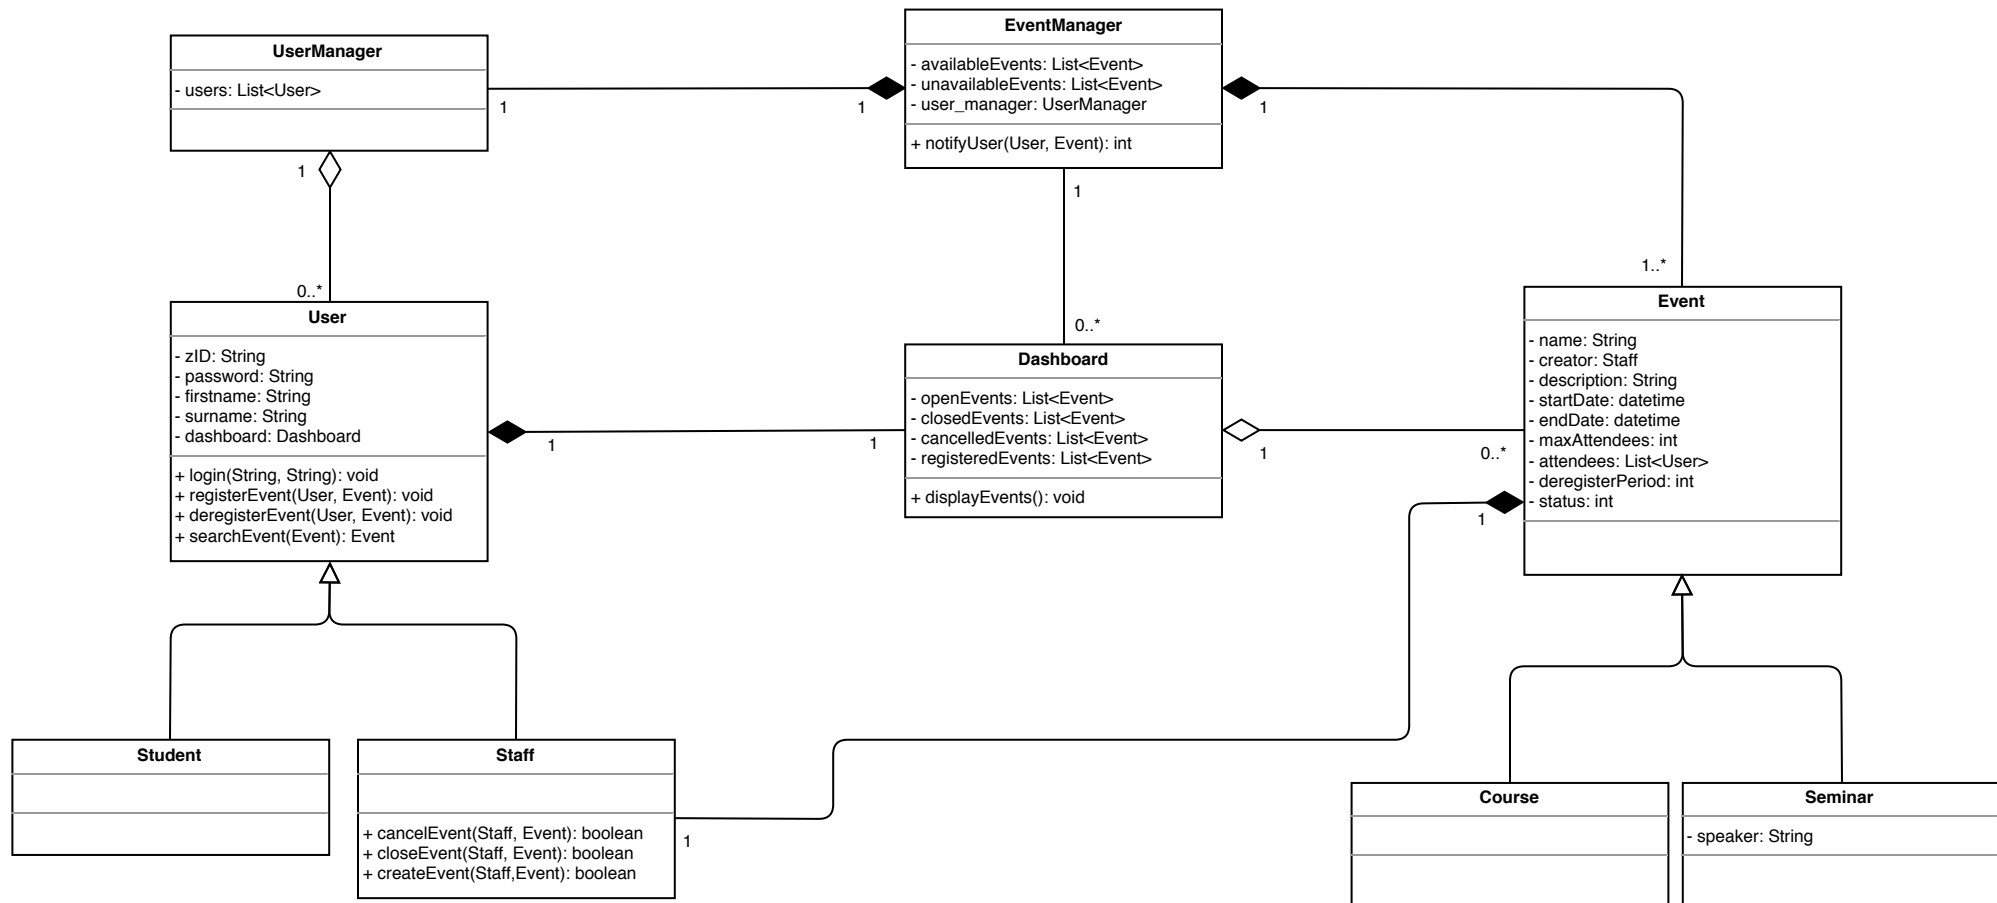 UserManager
- users: List<User>
1
0..*
EventManager
- availableEvents: List<Event>
- unavailableEvents: List<Event>
- user_manager: UserManager
+ notifyUser(User, Event): int
1
1
1
1
0..*
1
1..*
User
- zID: String
- password: String
- firstname: String
- surname: String
- dashboard: Dashboard
+ login(String, String): void
+ registerEvent(User, Event): void
+ deregisterEvent(User, Event): void
+ searchEvent(Event): Event
1
1
Dashboard
- openEvents: List<Event>
- closedEvents: List<Event>
- cancelledEvents: List<Event>
- registeredEvents: List<Event>
+ displayEvents(): void
1
0..*
Event
- name: String
- creator: Staff
- description: String
- startDate: datetime
- endDate: datetime
- maxAttendees: int
- attendees: List<User>
- deregisterPeriod: int
- status: int
1
Student
Staff
+ cancelEvent(Staff, Event): boolean
+ closeEvent(Staff, Event): boolean
+ createEvent(Staff,Event): boolean
1
Course
Seminar
- speaker: String